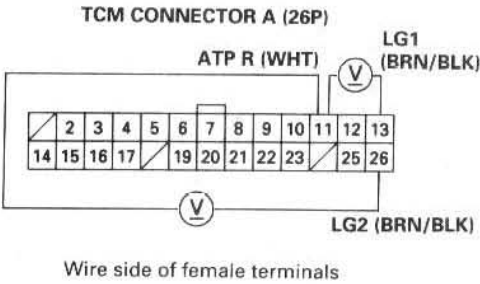 TCM CONNECTOR A (26P)
LG1
ATP R (WHT)
(BRN/BLK)
V
2 3 4 5 6 7 8 9 10 11 12 13
14 15 16 17 19 20 21 22 23 25 26
V
LG2 (BRN/BLK)
Wire side of female terminals